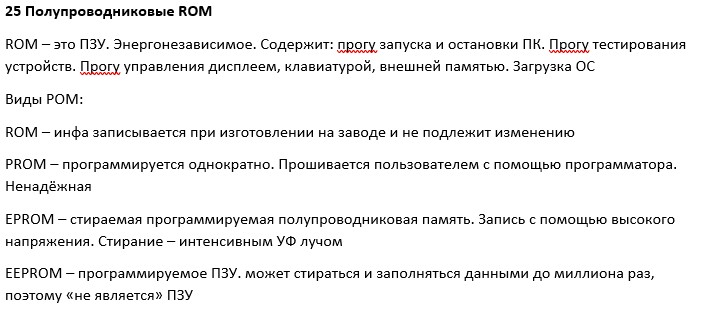 25 Полупроводниковые ROM
ROM – это ПЗУ. Энергонезависимое. Содержит: прогу запуска и остановки ПК. Прогу тестирования
устройств. Прогу управления дисплеем, клавиатурой, внешней памятью. Загрузка ОС
Виды РОМ:
ROM – инфа записывается при изготовлении на заводе и не подлежит изменению
PROM – программируется однократно. Прошивается пользователем с помощью программатора.
Ненадёжная
EPROM – стираемая программируемая полупроводниковая память. Запись с помощью высокого
напряжения. Стирание – интенсивным УФ лучом
EEPROM – программируемое ПЗУ. может стираться и заполняться данными до миллиона раз,
поэтому «не является» ПЗУ